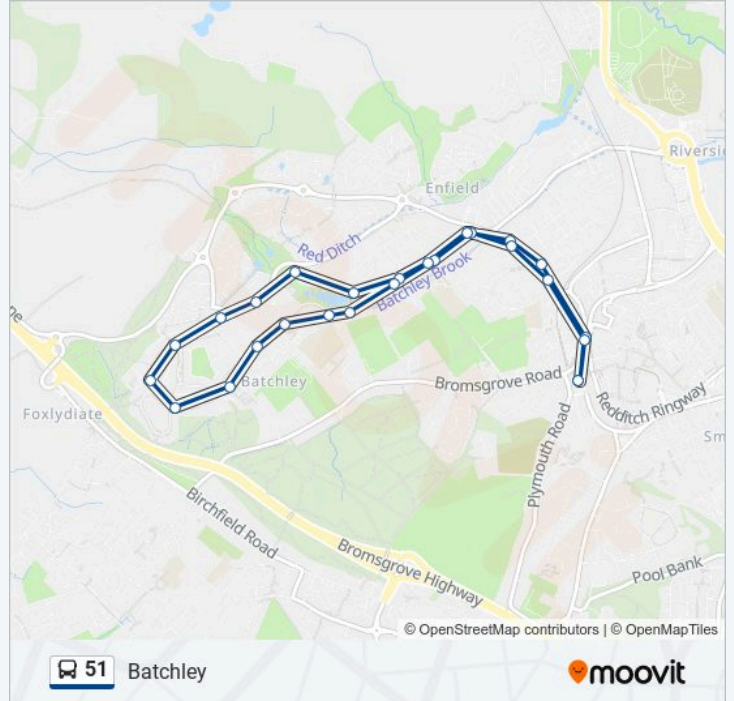 Riversi
Enfield
Red Ditch
Batchley Brook
ne
Batchley
Bromsgrove Road
Foxlydiate
Redditch Ringway
Sm
Plymouth Road
Birchfield Road
Bromsgrove Highway
Pool Bank
© OpenStreetMap contributors | © OpenMapTiles
51 Batchley
moovit